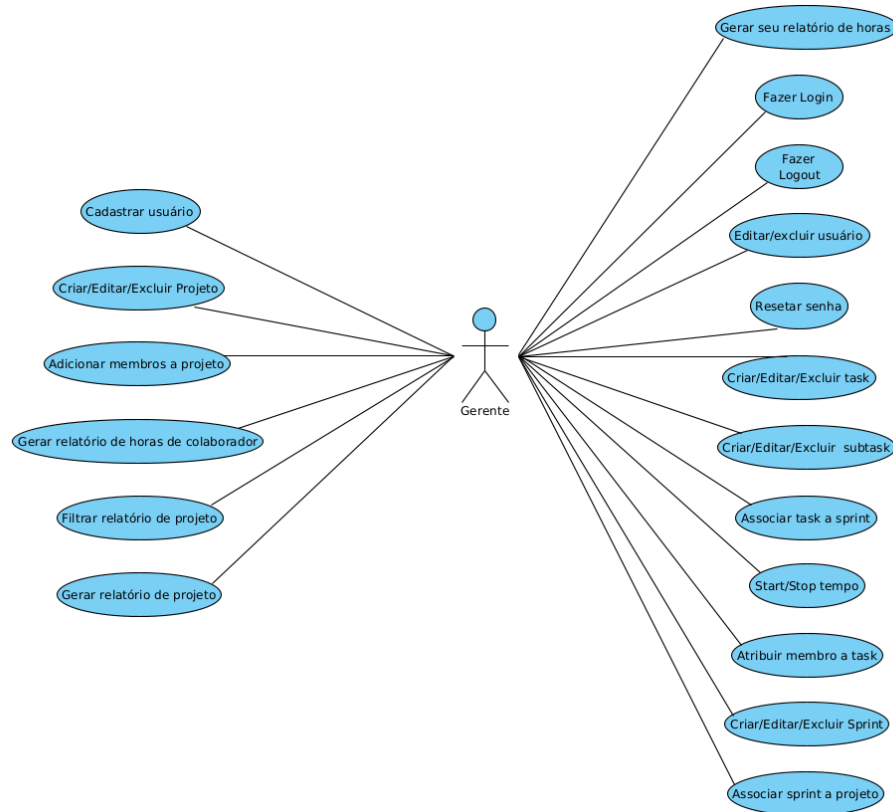 Gerar seu relatório de horas
Fazer Login
Fazer
Logout
Cadastrar usuário
Editar/excluir usuário
Criar/Editar/Excluir Projeto
Resetar senha
Adicionar membros a projeto
Criar/Editar/Excluir task
Gerente
Gerar relatório de horas de colaborador
Criar/Editar/Excluir  subtask
Filtrar relatório de projeto
Associar task a sprint
Gerar relatório de projeto
Start/Stop tempo
Atribuir membro a task
Criar/Editar/Excluir Sprint
Associar sprint a projeto